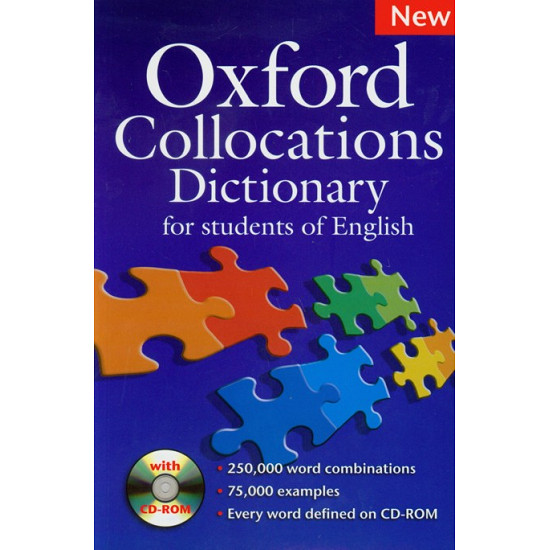 New
Oxford
Collocations
Dictionary
for students of English
with
CD-ROM
• 250,000 word combinations
• 75,000 examples
• Every word defined on CD-ROM